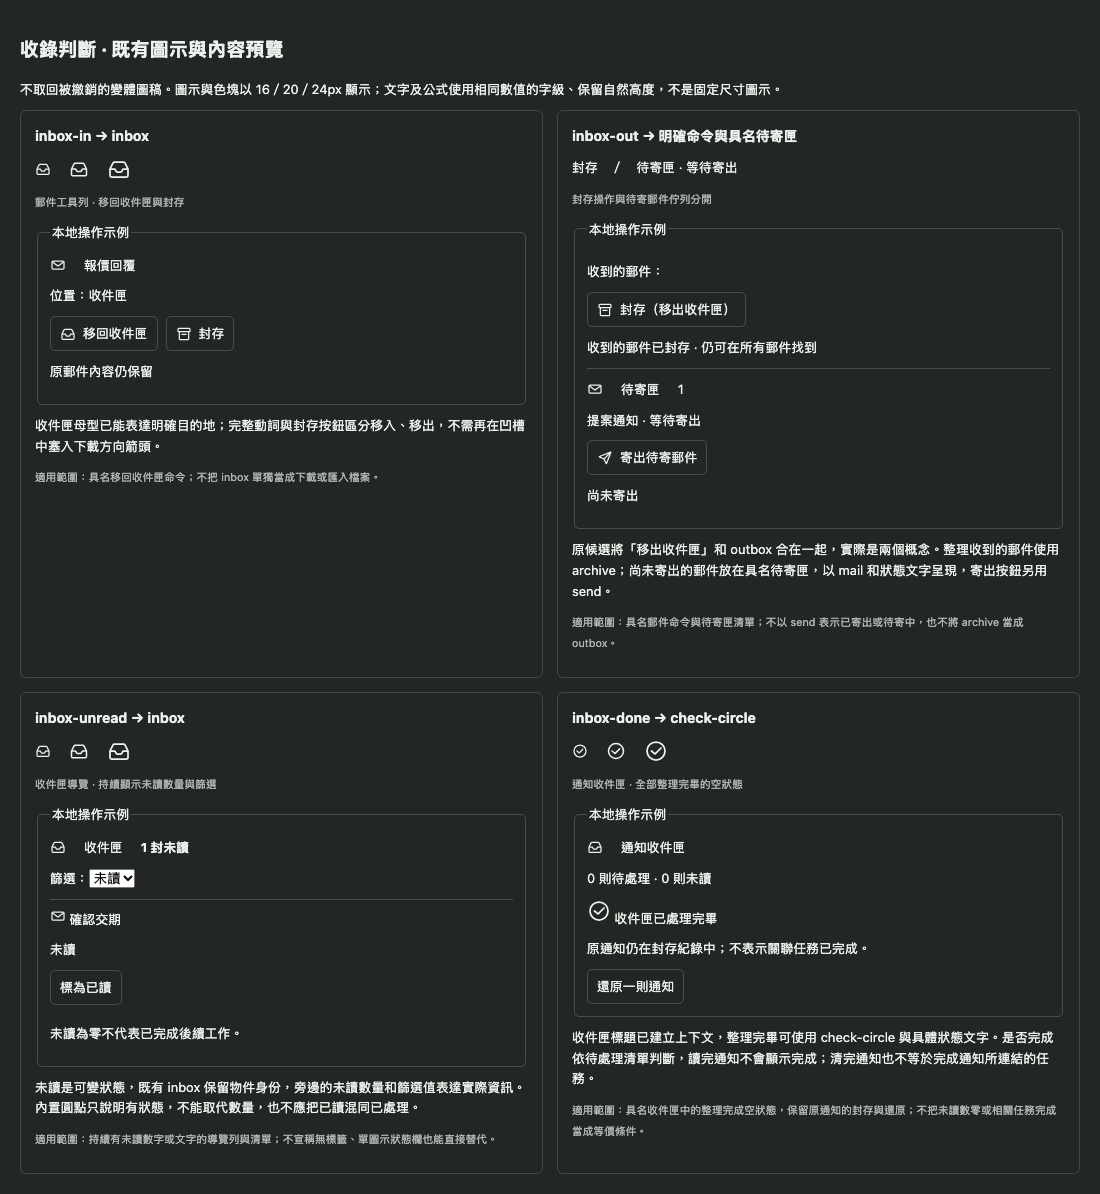 收錄判斷 · 既有圖示與內容預覽
不取回被撤銷的變體圖稿。圖示與色塊以 16 / 20 / 24px 顯示；文字及公式使用相同數值的字級、保留自然高度，不是固定尺寸圖示。
inbox-in → inbox
郵件工具列 · 移回收件匣與封存
本地操作示例
報價回覆
位置：收件匣
移回收件匣
封存
原郵件內容仍保留
收件匣母型已能表達明確目的地；完整動詞與封存按鈕區分移入、移出，不需再在凹槽
中塞入下載方向箭頭。
適用範圍：具名移回收件匣命令；不把 inbox 單獨當成下載或匯入檔案。
inbox-out → 明確命令與具名待寄匣
封存 / 待寄匣 · 等待寄出
封存操作與待寄郵件佇列分開
本地操作示例
收到的郵件：
封存（移出收件匣）
收到的郵件已封存 · 仍可在所有郵件找到
待寄匣 1
提案通知 · 等待寄出
寄出待寄郵件
尚未寄出
原候選將「移出收件匣」和 outbox 合在一起，實際是兩個概念。整理收到的郵件使用
archive；尚未寄出的郵件放在具名待寄匣，以 mail 和狀態文字呈現，寄出按鈕另用
send。
適用範圍：具名郵件命令與待寄匣清單；不以 send 表示已寄出或待寄中，也不將 archive 當成
outbox。
inbox-unread → inbox
收件匣導覽 · 持續顯示未讀數量與篩選
本地操作示例
收件匣 1 封未讀
篩選：未讀
確認交期
未讀
標為已讀
未讀為零不代表已完成後續工作。
未讀是可變狀態，既有 inbox 保留物件身份，旁邊的未讀數量和篩選值表達實際資訊。
內置圓點只說明有狀態，不能取代數量，也不應把已讀混同已處理。
適用範圍：持續有未讀數字或文字的導覽列與清單；不宣稱無標籤、單圖示狀態欄也能直接替代。
inbox-done → check-circle
通知收件匣 · 全部整理完畢的空狀態
本地操作示例
通知收件匣
0 則待處理 · 0 則未讀
收件匣已處理完畢
原通知仍在封存紀錄中；不表示關聯任務已完成。
還原一則通知
收件匣標題已建立上下文，整理完畢可使用 check-circle 與具體狀態文字。是否完成
依待處理清單判斷，讀完通知不會顯示完成；清完通知也不等於完成通知所連結的任
務。
適用範圍：具名收件匣中的整理完成空狀態，保留原通知的封存與還原；不把未讀數零或相關任務完成
當成等價條件。